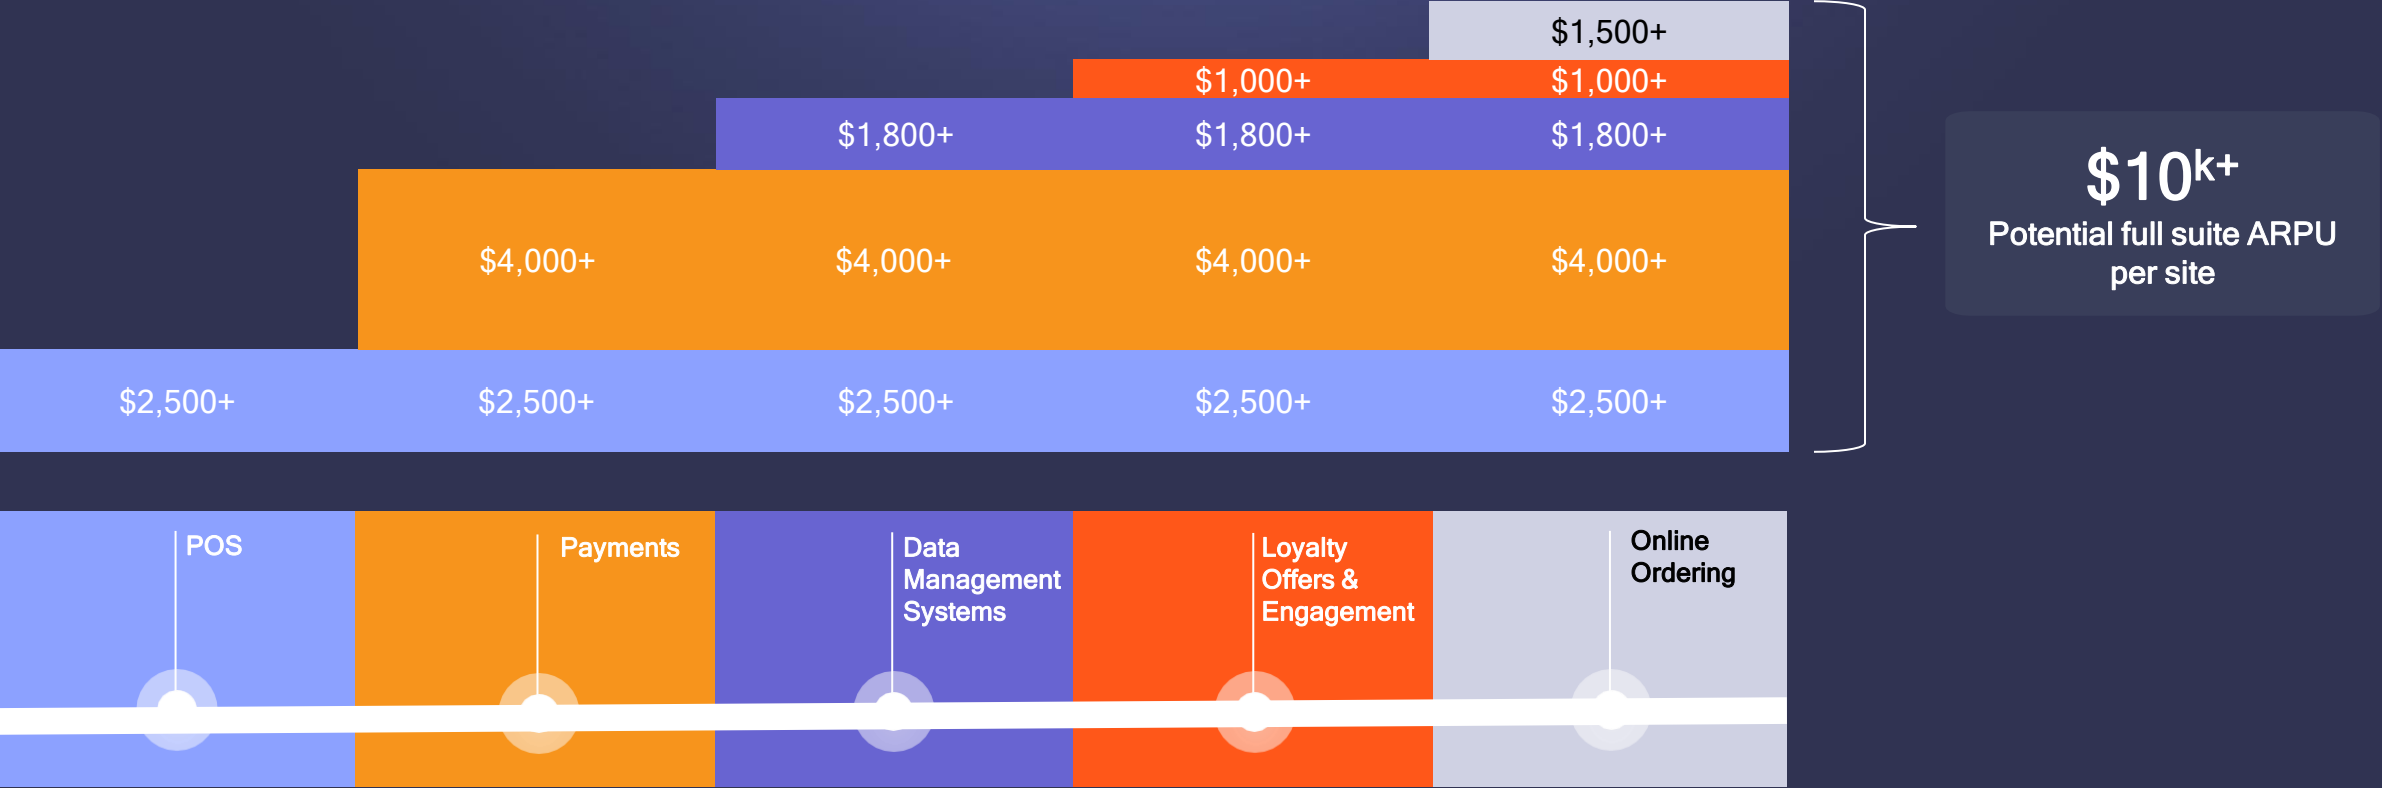 $1,500+
$1,000+ $1,000+
$1,800+ $1,800+ $1,800+
$4,000+ $4,000+ $4,000+ $4,000+
$2,500+ $2,500+ $2,500+ $2,500+ $2,500+
$10k+
Potential full suite ARPU
per site
POS
Payments
Data
Management
Systems
Loyalty
Offers &
Engagement
Online
Ordering